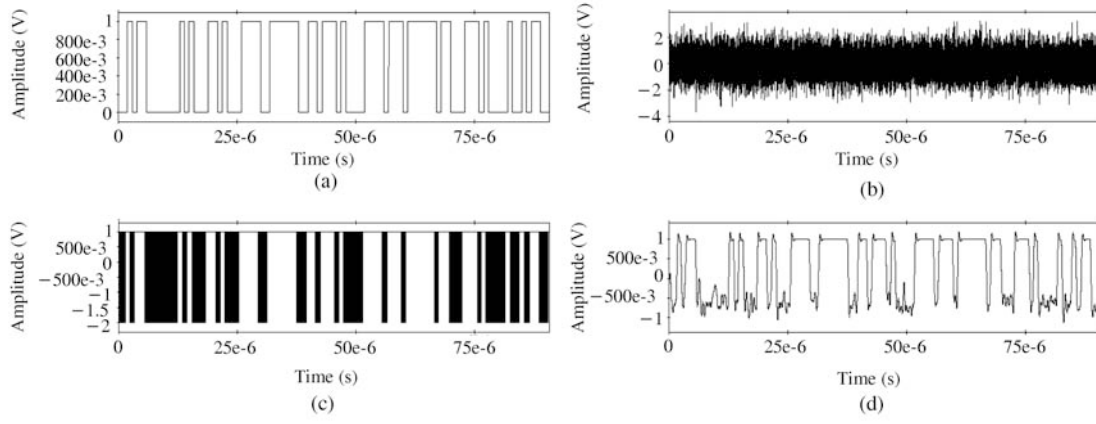 Amplitude (V)
1
800e-3
600e-3
400e-3
200e-3
0
0 25e-6 50e-6 75e-6
Time (s)
(a)
Amplitude (V)
2
0
−2
−4
0 25e-6 50e-6 75e-6
Time (s)
(b)
Amplitude (V)
1
500e-3
0
−500e-3
−1
−1.5
−2
0 25e-6 50e-6 75e-6
Time (s)
(c)
Amplitude (V)
1
500e-3
0
−500e-3
−1
0 25e-6 50e-6 75e-6
Time (s)
(d)